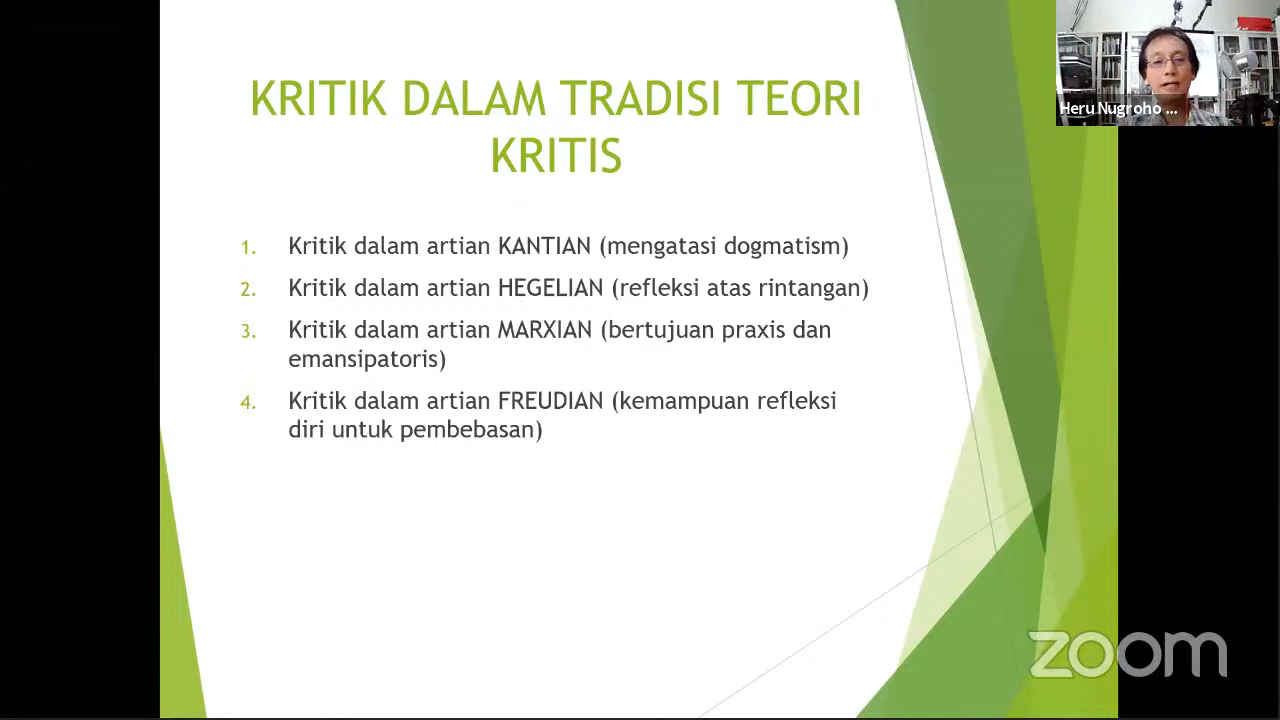 KRITIK DALAM TRADISI TEORI
KRITIS
1. Kritik dalam artian KANTIAN (mengatasi dogmatism)
2. Kritik dalam artian HEGELIAN (refleksi atas rintangan)
3. Kritik dalam artian MARXIAN (bertujuan praxis dan
emansipatoris)
4. Kritik dalam artian FREUDIAN (kemampuan refleksi
diri untuk pembebasan)
Heru Nugroho ...
zoom